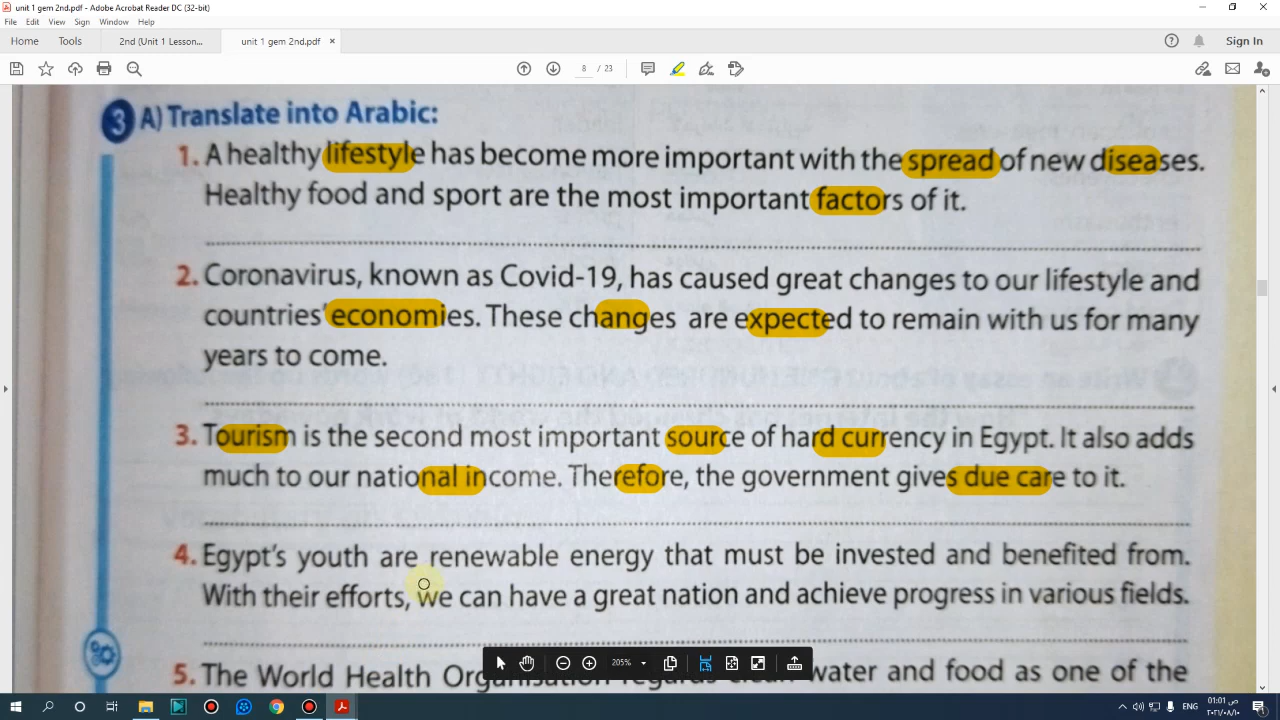 unit 1 gem 2nd.pdf - Adobe Acrobat Reader DC (32-bit)
File Edit View Sign Window Help
Home Tools 2nd (Unit 1 Lesson... unit 1 gem 2nd.pdf × Sign In
8 / 23
3 A) Translate into Arabic:
1. A healthy lifestyle has become more important with the spread of new diseases.
Healthy food and sport are the most important factors of it.
2. Coronavirus, known as Covid-19, has caused great changes to our lifestyle and
countries' economies. These changes are expected to remain with us for many
years to come.
3. Tourism is the second most important source of hard currency in Egypt. It also adds
much to our national income. Therefore, the government gives due care to it.
4. Egypt's youth are renewable energy that must be invested and benefited from.
With their efforts, we can have a great nation and achieve progress in various fields.
5. The World Health Organisation regards clean water and food as one of the
205%
ENG
01:01 ص